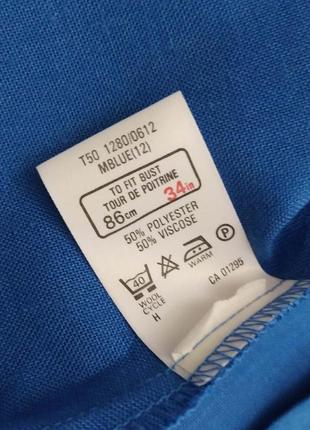 T50 1280/0612
MBLUE(12)
TO FIT BUST
TOUR DE POITRINE
86cm 34in
50% POLYESTER
50% VISCOSE
40 WARM P
WOOL
CYCLE
H
CA 01295